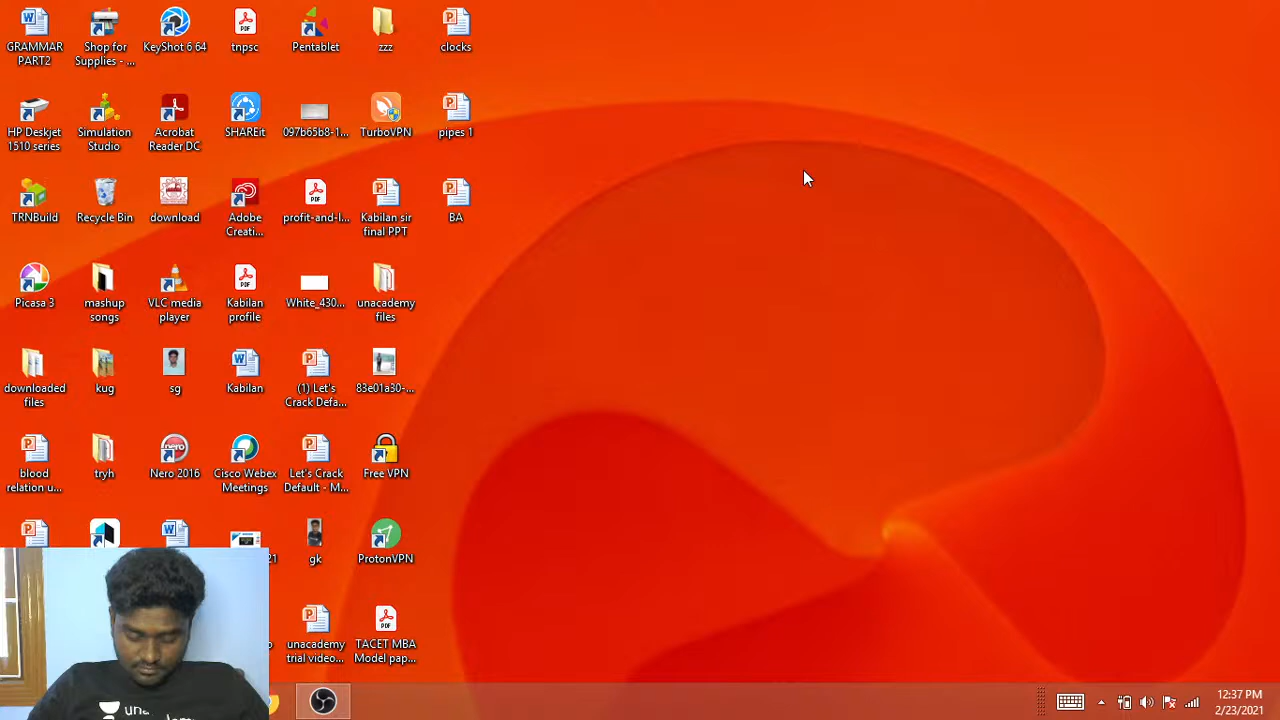 GRAMMAR
PART2
Shop for
Supplies - ...
KeyShot 6 64
tnpsc
Pentablet
zzz
clocks
HP Deskjet
1510 series
Simulation
Studio
Acrobat
Reader DC
SHAREit
097b65b8-1...
TurboVPN
pipes 1
TRNBuild
Recycle Bin
download
Adobe
Creati...
profit-and-l...
Kabilan sir
final PPT
BA
Picasa 3
mashup
songs
VLC media
player
Kabilan
profile
White_430...
unacademy
files
downloaded
files
kug
sg
Kabilan
(1) Let's
Crack Defa...
83e01a30-...
blood
relation u...
tryh
Nero 2016
Cisco Webex
Meetings
Let's Crack
Default - M...
Free VPN
21
gk
ProtonVPN
unacademy
trial video...
TACET MBA
Model pap...
una
12:37 PM
2/23/2021